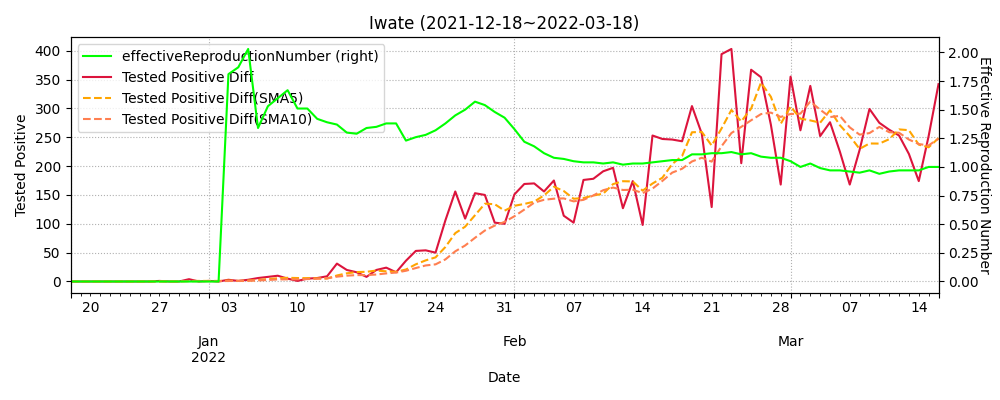 Iwate (2021-12-18~2022-03-18)
effectiveReproductionNumber (right)
Tested Positive Diff
Tested Positive Diff(SMA5)
Tested Positive Diff(SMA10)
Tested Positive
400
350
300
250
200
150
100
50
0
Effective Reproduction Number
2.00
1.75
1.50
1.25
1.00
0.75
0.50
0.25
0.00
20 27 03 10 17 24 31 07 14 21 28 07 14
Jan Feb Mar
2022
Date